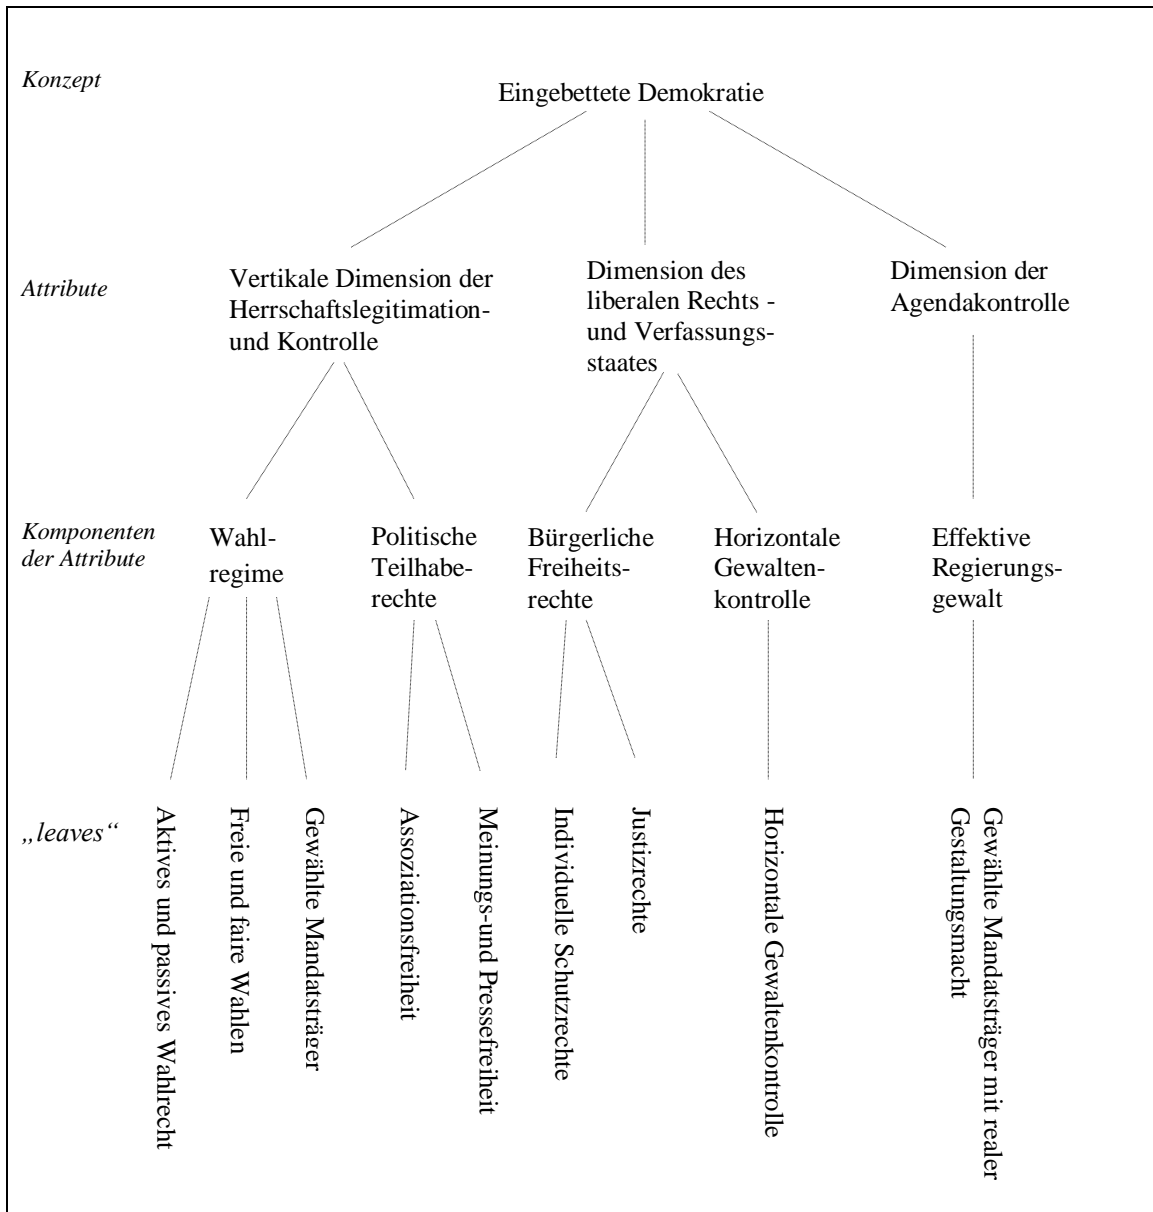 Konzept
Eingebettete Demokratie
Attribute
Vertikale Dimension der
Herrschaftslegitimation-
und Kontrolle
Dimension des
liberalen Rechts -
und Verfassungs-
staates
Dimension der
Agendakontrolle
Komponenten
der Attribute
Wahl-
regime
Politische
Teilhabe-
rechte
Bürgerliche
Freiheits-
rechte
Horizontale
Gewalten-
kontrolle
Effektive
Regierungs-
gewalt
„leaves“
Aktives und passives Wahlrecht
Freie und faire Wahlen
Gewählte Mandatsträger
Assoziationsfreiheit
Meinungs-und Pressefreiheit
Individuelle Schutzrechte
Justizrechte
Horizontale Gewaltenkontrolle
Gewählte Mandatsträger mit realer
Gestaltungsmacht